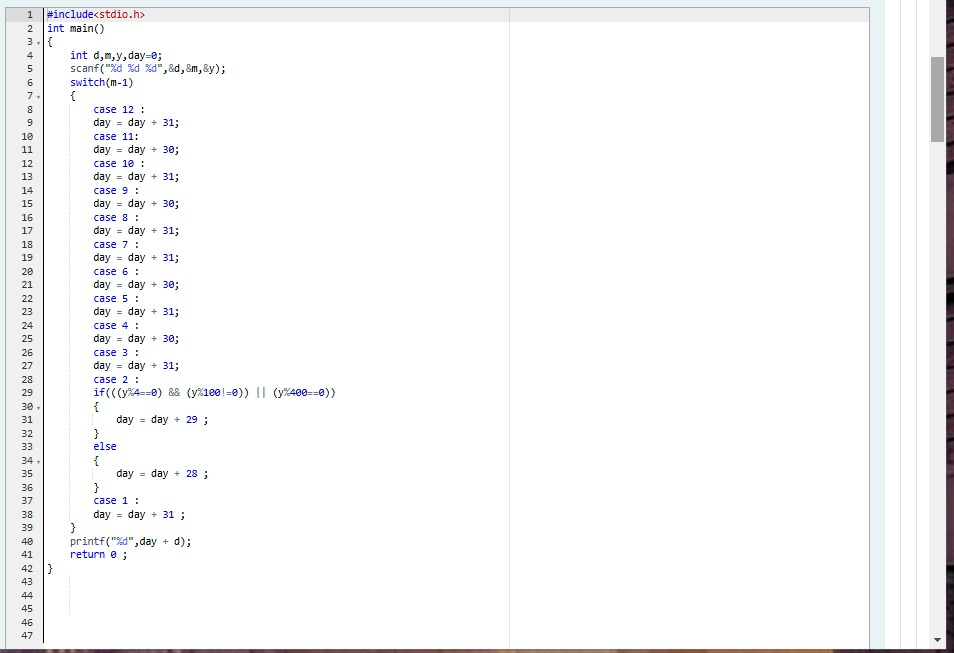 1 #include<stdio.h>
2 int main()
3 {
4 int d,m,y,day=0;
5 scanf("%d %d %d",&d,&m,&y);
6 switch(m-1)
7 {
8 case 12 :
9 day = day + 31;
10 case 11:
11 day = day + 30;
12 case 10 :
13 day = day + 31;
14 case 9 :
15 day = day + 30;
16 case 8 :
17 day = day + 31;
18 case 7 :
19 day = day + 31;
20 case 6 :
21 day = day + 30;
22 case 5 :
23 day = day + 31;
24 case 4 :
25 day = day + 30;
26 case 3 :
27 day = day + 31;
28 case 2 :
29 if(((y%4==0) && (y%100!=0)) || (y%400==0))
30 {
31 day = day + 29 ;
32 }
33 else
34 {
35 day = day + 28 ;
36 }
37 case 1 :
38 day = day + 31 ;
39 }
40 printf("%d",day + d);
41 return 0 ;
42 }
43
44
45
46
47